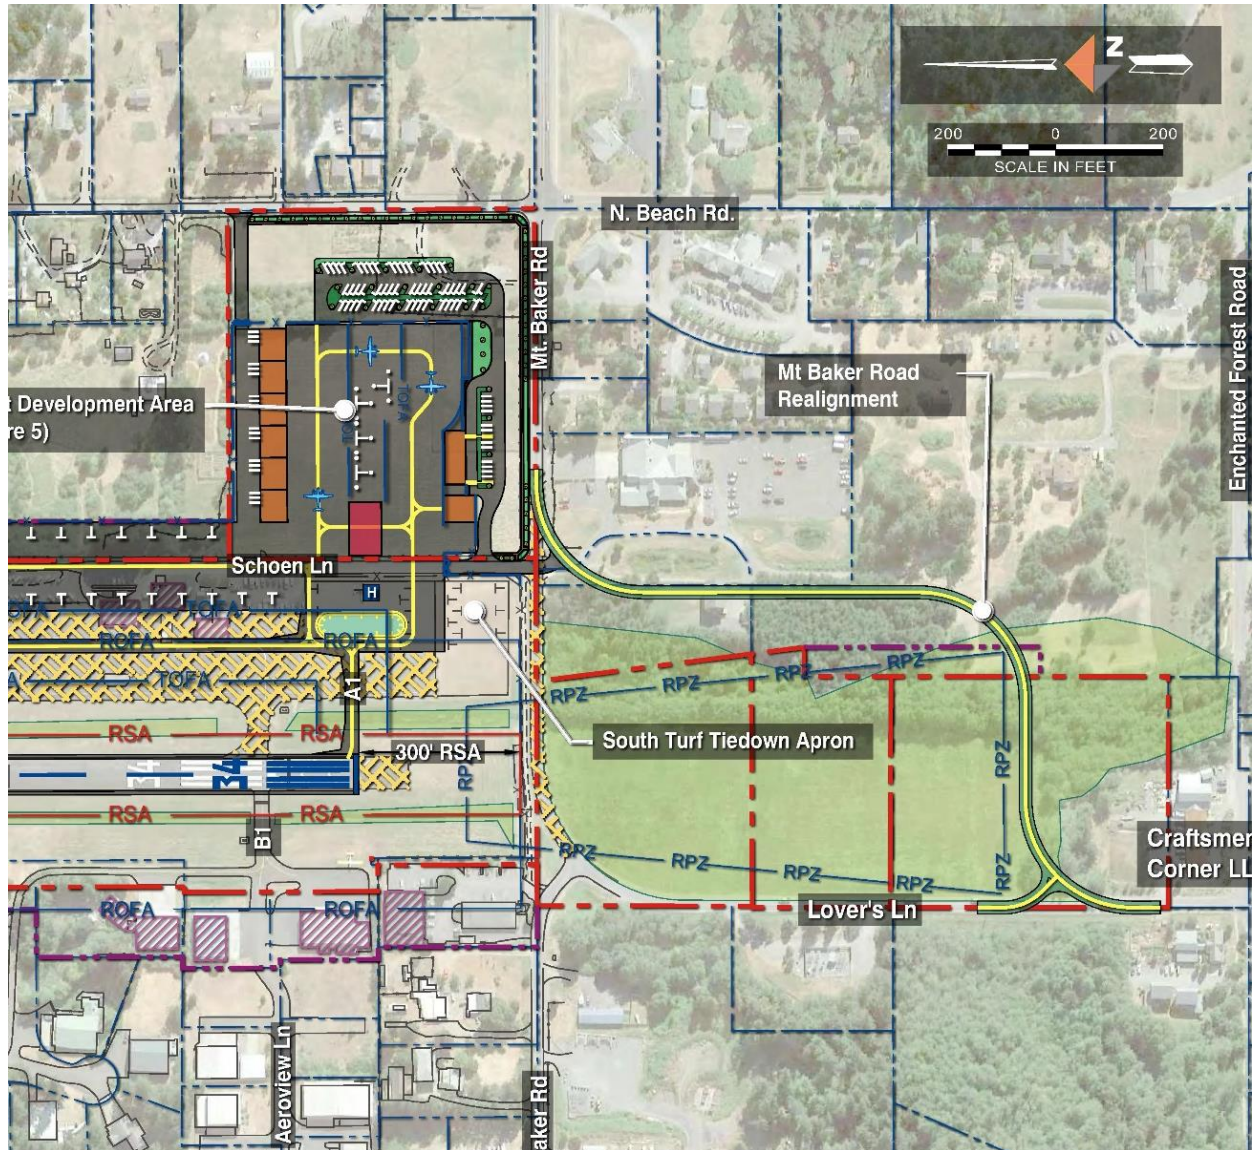 N
200 0 200
SCALE IN FEET
N. Beach Rd.
Mt. Baker Rd
Enchanted Forest Road
Mt Baker Road
Realignment
t Development Area
re 5)
TOFA
Schoen Ln
H
TOFA
ROFA
ROFA
TOFA
A1
RPZ
RPZ
RPZ
RPZ
South Turf Tiedown Apron
RSA
RSA
300' RSA
34
34
RPZ
RSA
RSA
B1
RPZ
RPZ
RPZ
RPZ
RPZ
Craftsmen
Corner LL
ROFA
ROFA
Lover's Ln
Aeroview Ln
aker Rd